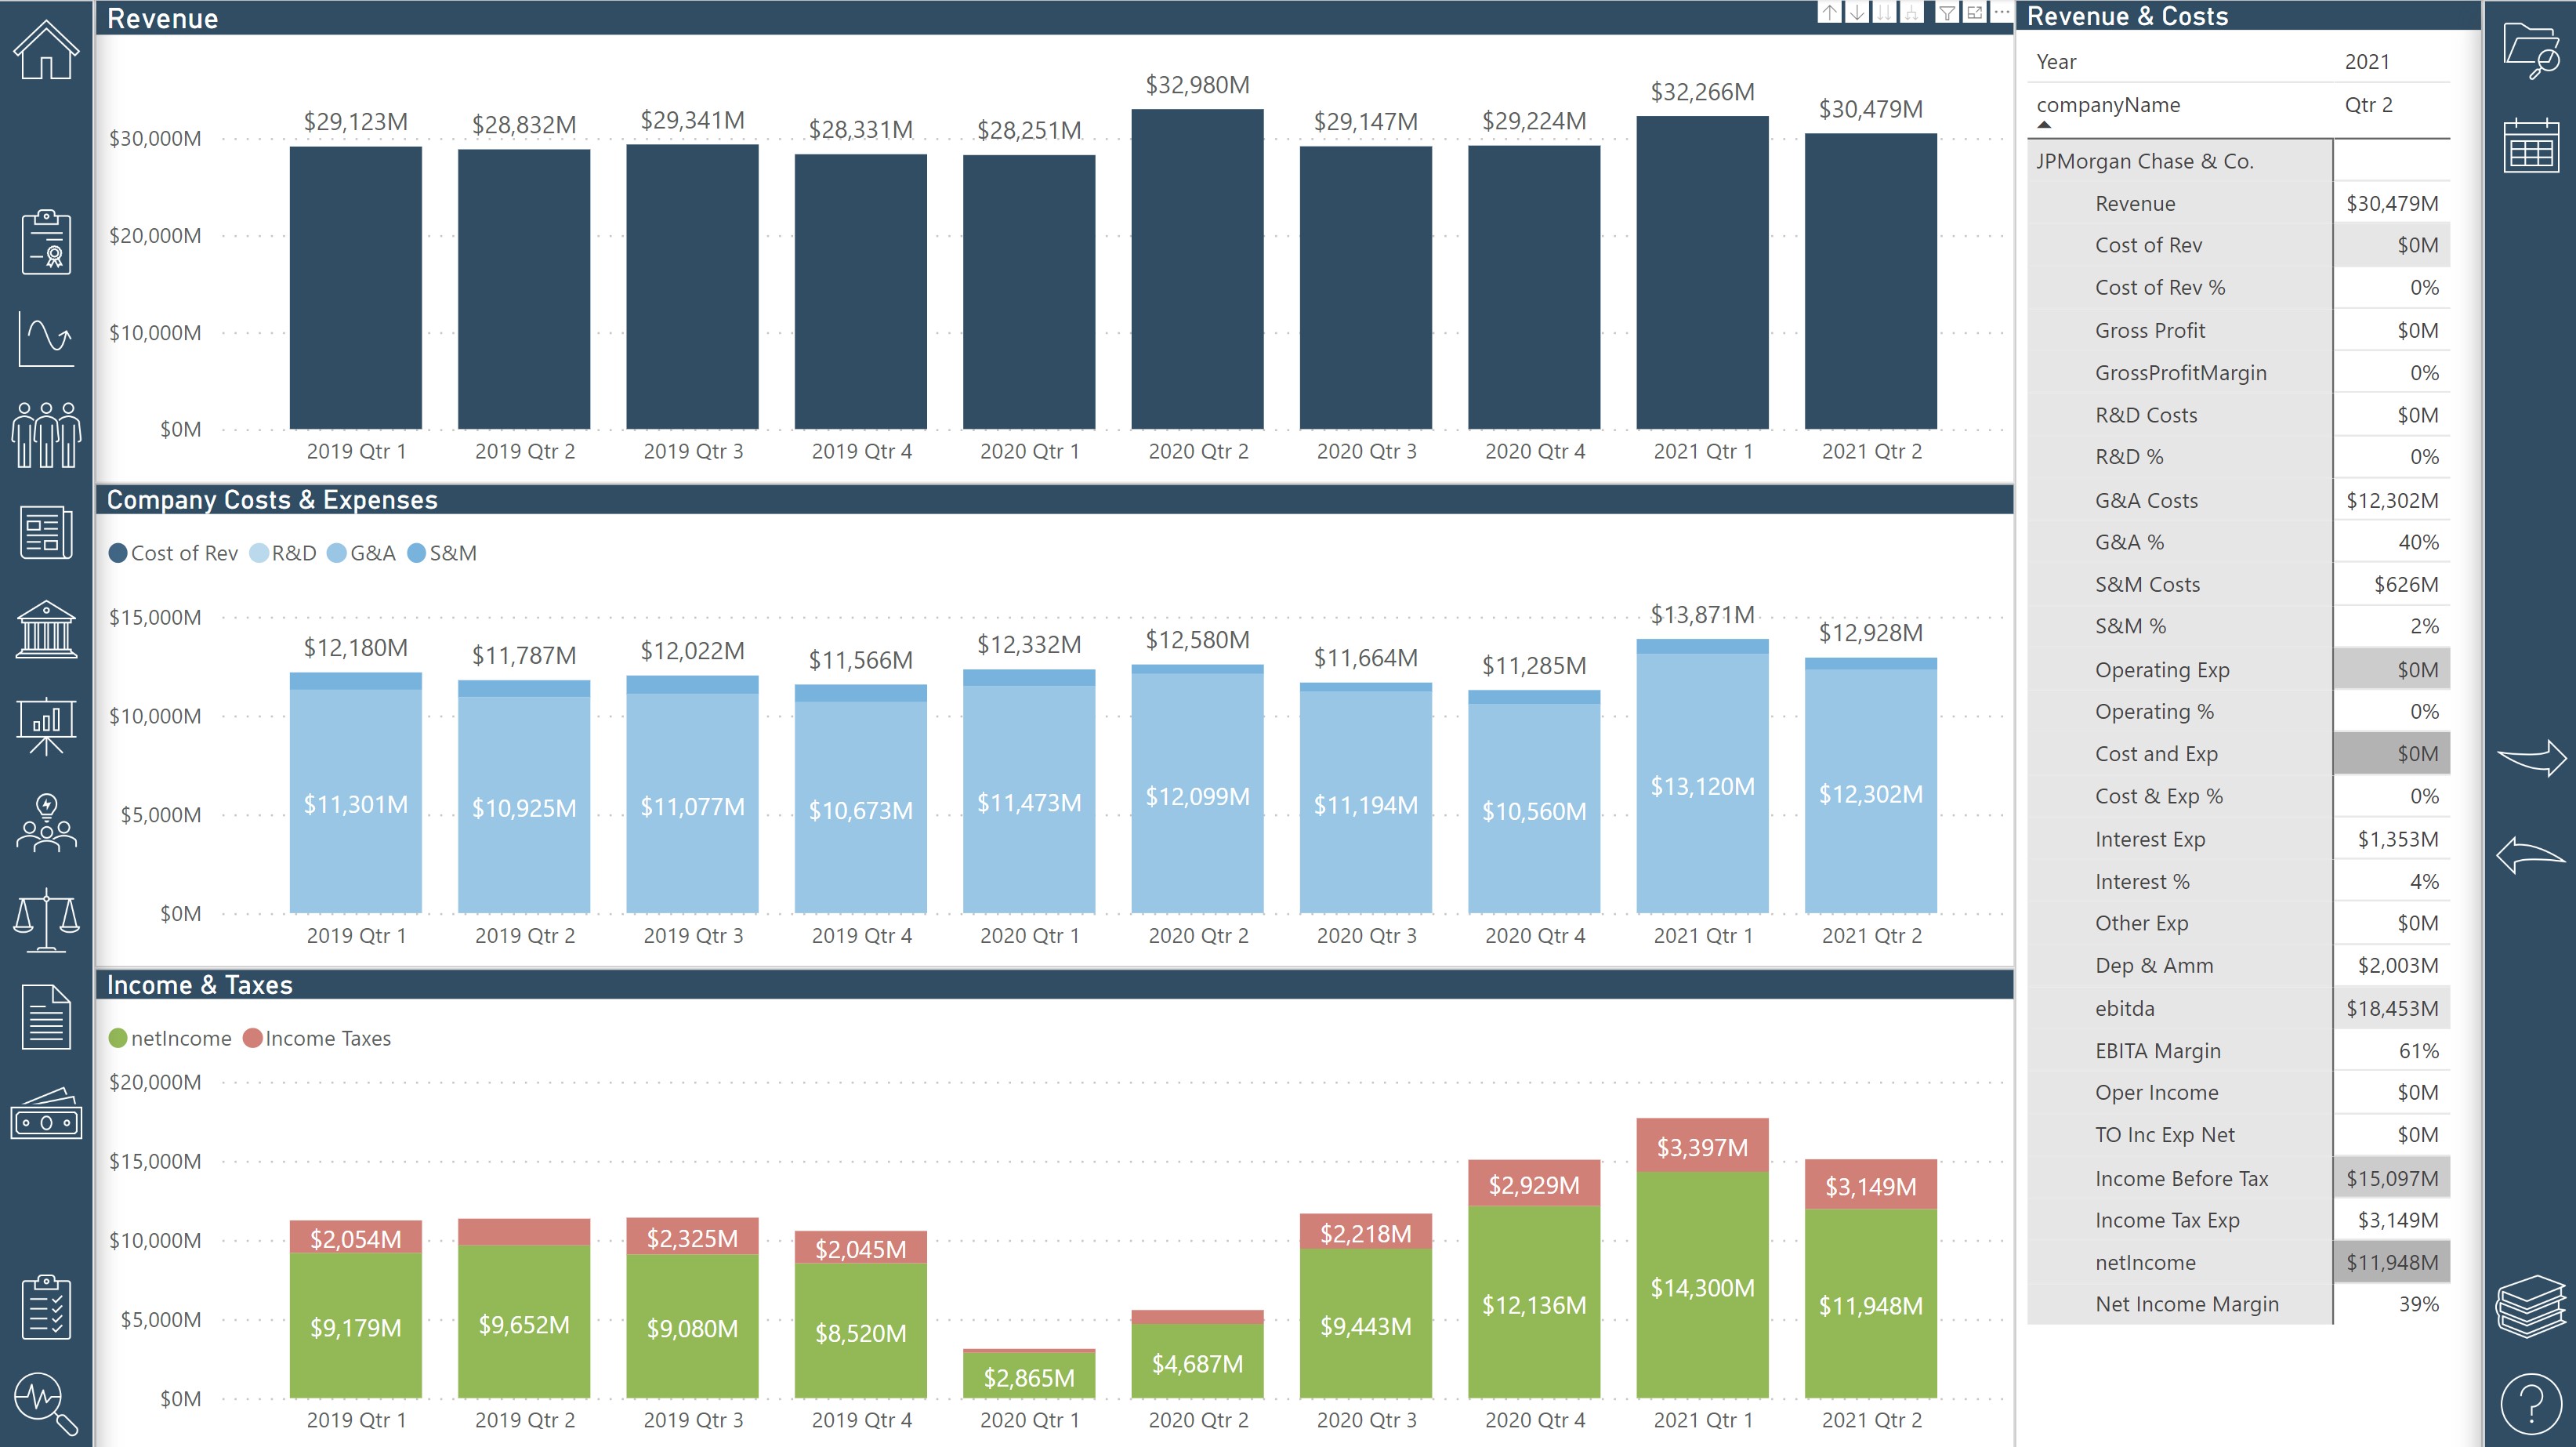 Revenue
$32,980M
$32,266M
$30,479M
$29,123M $28,832M $29,341M $28,331M $28,251M $29,147M $29,224M
$30,000M
$20,000M
$10,000M
$0M
2019 Qtr 1 2019 Qtr 2 2019 Qtr 3 2019 Qtr 4 2020 Qtr 1 2020 Qtr 2 2020 Qtr 3 2020 Qtr 4 2021 Qtr 1 2021 Qtr 2
Company Costs & Expenses
Cost of Rev R&D G&A S&M
$15,000M
$12,180M $11,787M $12,022M $11,566M $12,332M $12,580M $11,664M $11,285M $13,871M $12,928M
$10,000M
$11,301M $10,925M $11,077M $10,673M $11,473M $12,099M $11,194M $10,560M $13,120M $12,302M
$5,000M
$0M
2019 Qtr 1 2019 Qtr 2 2019 Qtr 3 2019 Qtr 4 2020 Qtr 1 2020 Qtr 2 2020 Qtr 3 2020 Qtr 4 2021 Qtr 1 2021 Qtr 2
Income & Taxes
netIncome Income Taxes
$20,000M
$15,000M
$2,054M $2,325M $2,045M $2,218M $2,929M $3,397M $3,149M
$10,000M
$9,179M $9,652M $9,080M $8,520M $2,865M $4,687M $9,443M $12,136M $14,300M $11,948M
$5,000M
$0M
2019 Qtr 1 2019 Qtr 2 2019 Qtr 3 2019 Qtr 4 2020 Qtr 1 2020 Qtr 2 2020 Qtr 3 2020 Qtr 4 2021 Qtr 1 2021 Qtr 2
Revenue & Costs
Year 2021
companyName Qtr 2
JPMorgan Chase & Co.
Revenue $30,479M
Cost of Rev $0M
Cost of Rev % 0%
Gross Profit $0M
GrossProfitMargin 0%
R&D Costs $0M
R&D % 0%
G&A Costs $12,302M
G&A % 40%
S&M Costs $626M
S&M % 2%
Operating Exp $0M
Operating % 0%
Cost and Exp $0M
Cost & Exp % 0%
Interest Exp $1,353M
Interest % 4%
Other Exp $0M
Dep & Amm $2,003M
ebitda $18,453M
EBITA Margin 61%
Oper Income $0M
TO Inc Exp Net $0M
Income Before Tax $15,097M
Income Tax Exp $3,149M
netIncome $11,948M
Net Income Margin 39%
?